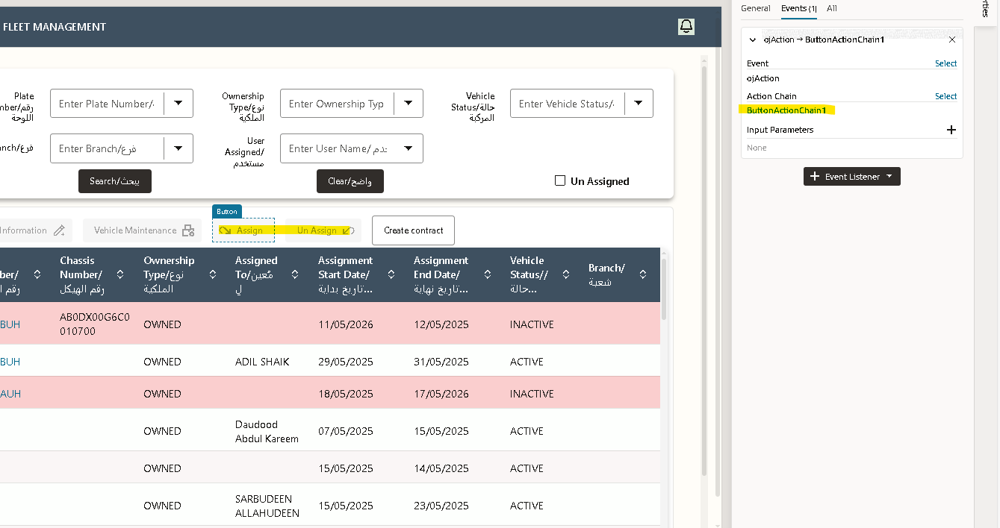 General Events (1) All
rties
FLEET MANAGEMENT
ojAction → ButtonActionChain1
Event Select
ojAction
Action Chain Select
ButtonActionChain1
Input Parameters
None
Event Listener
Plate
nber/رقم
اللوحة
Enter Plate Number/
Ownership
Type/نوع
الملكية
Enter Ownership Typ
Vehicle
Status/حالة
المركبة
Enter Vehicle Status/
nch/فرع
Enter Branch/فرع
User
Assigned/
مستخدم
Enter User Name/خدم
Search/يبحث
Clear/واضح
Un Assigned
Button
Information
Vehicle Maintenance
Assign
Un Assign
Create contract
ber/
رقم ا
Chassis
Number/
رقم الهيكل
Ownership
Type/نوع
الملكية
Assigned
To/مُعين
ل
Assignment
Start Date/
تاريخ بداية...
Assignment
End Date/
تاريخ نهاية...
Vehicle
Status//
حالة...
Branch/
شعبة
BUH AB0DX00G6C0
010700 OWNED 11/05/2026 12/05/2025 INACTIVE
BUH OWNED ADIL SHAIK 29/05/2025 31/05/2025 ACTIVE
AUH OWNED 18/05/2025 17/05/2026 INACTIVE
OWNED Daudood
Abdul Kareem 07/05/2025 15/05/2025 ACTIVE
OWNED 15/05/2025 14/05/2025 ACTIVE
OWNED SARBUDEEN
ALLAHUDEEN 15/05/2025 23/05/2025 ACTIVE